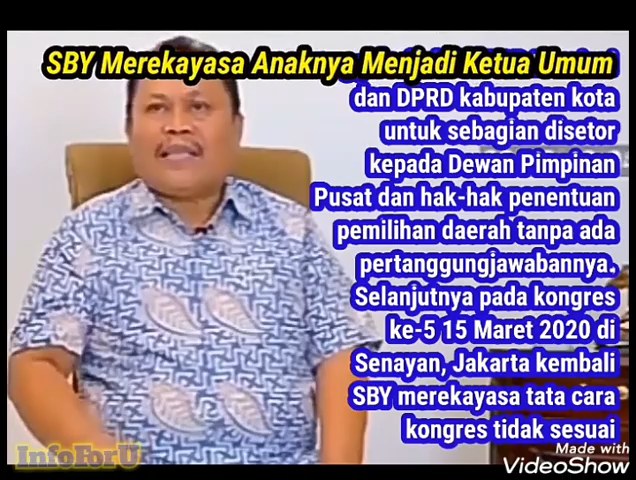 SBY Merekayasa Anaknya Menjadi Ketua Umum
dan DPRD kabupaten kota
untuk sebagian disetor
kepada Dewan Pimpinan
Pusat dan hak-hak penentuan
pemilihan daerah tanpa ada
pertanggungjawabannya.
Selanjutnya pada kongres
ke-5 15 Maret 2020 di
Senayan, Jakarta kembali
SBY merekayasa tata cara
kongres tidak sesuai
InfoForU
Made with
VideoShow